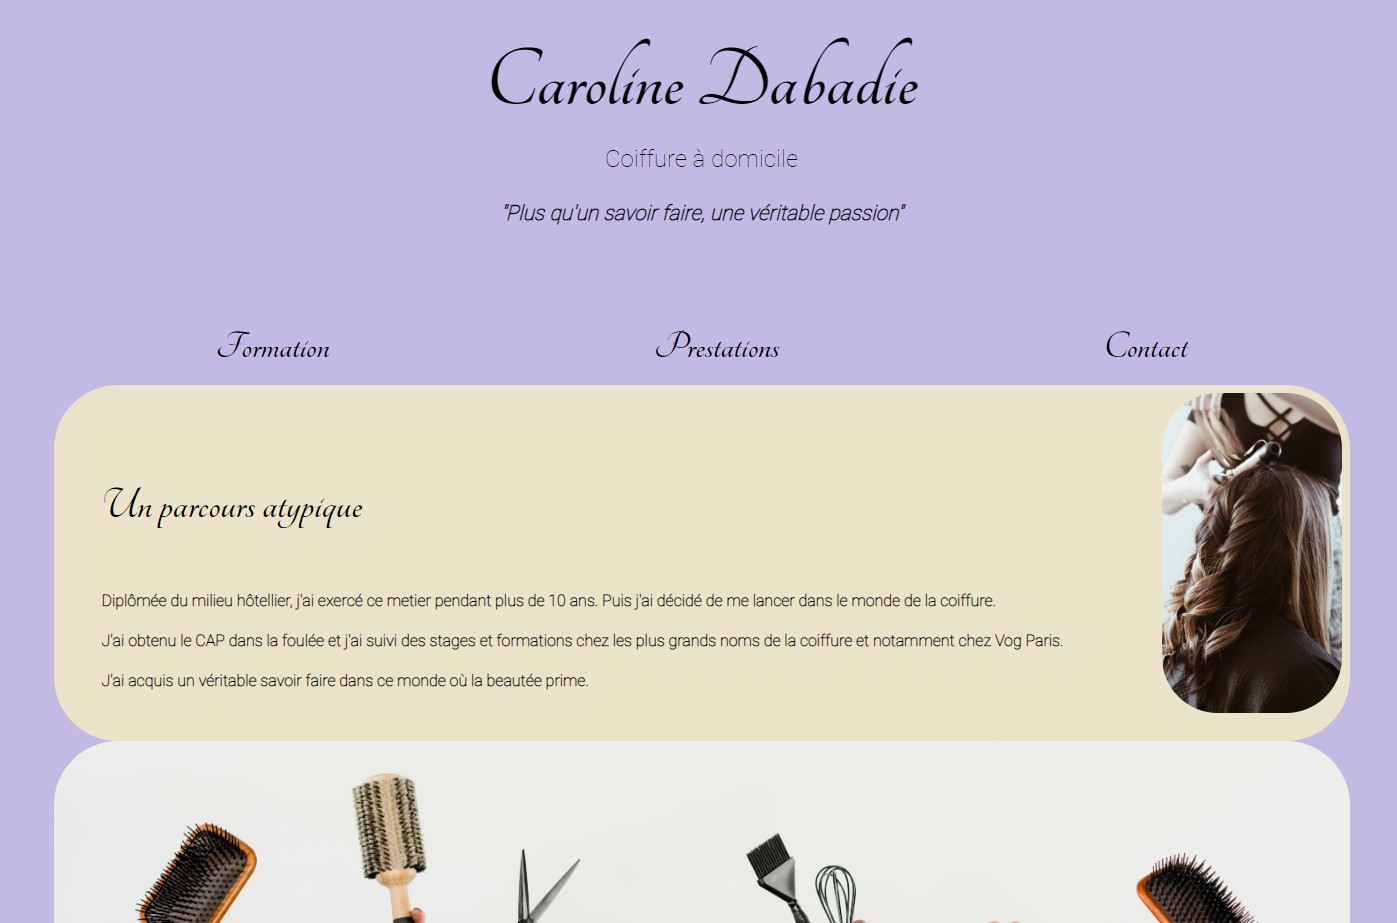 Caroline Dabadie
Coiffure à domicile
"Plus qu'un savoir faire, une véritable passion"
Formation
Prestations
Contact
Un parcours atypique
Diplômée du milieu hôtellier, j'ai exercé ce metier pendant plus de 10 ans. Puis j'ai décidé de me lancer dans le monde de la coiffure.
J'ai obtenu le CAP dans la foulée et j'ai suivi des stages et formations chez les plus grands noms de la coiffure et notamment chez Vog Paris.
J'ai acquis un véritable savoir faire dans ce monde où la beautée prime.